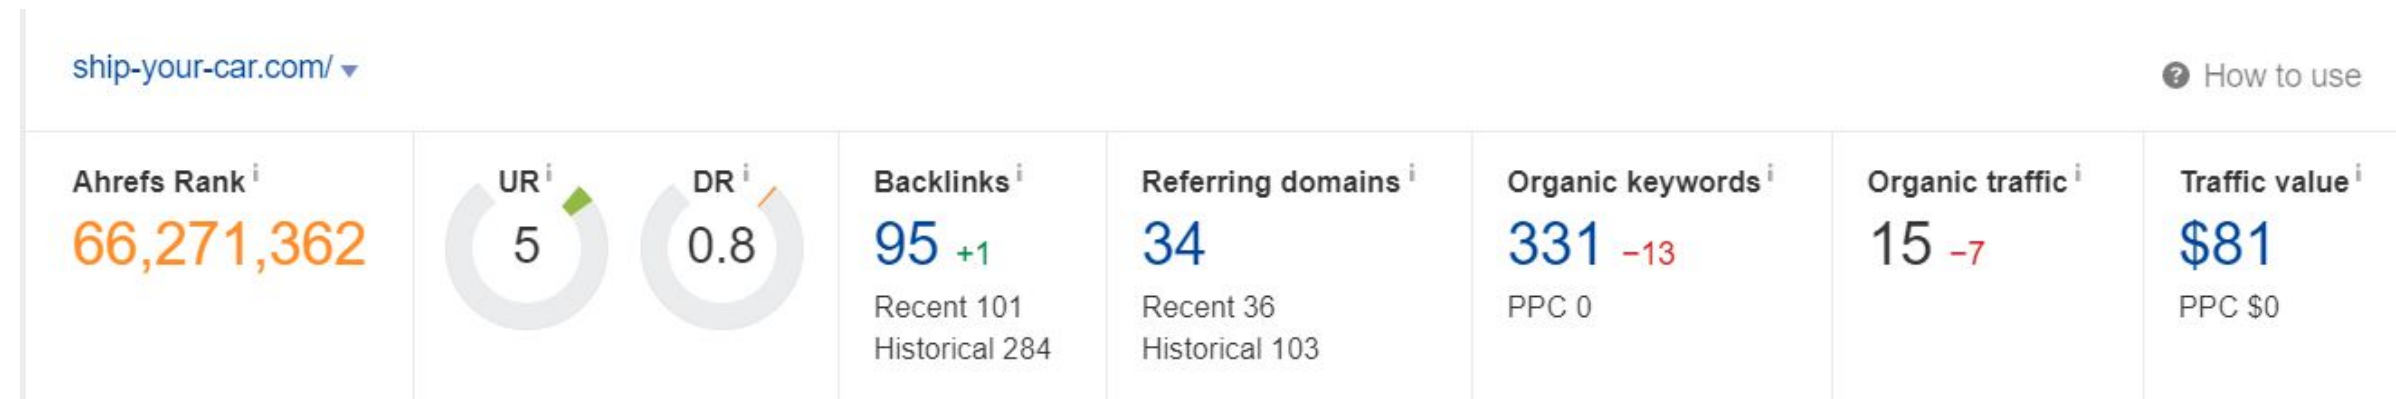 ship-your-car.com/
How to use
Ahrefs Rank
66,271,362
UR
5
DR
0.8
Backlinks
95 +1
Recent 101
Historical 284
Referring domains
34
Recent 36
Historical 103
Organic keywords
331 −13
PPC 0
Organic traffic
15 −7
Traffic value
$81
PPC $0